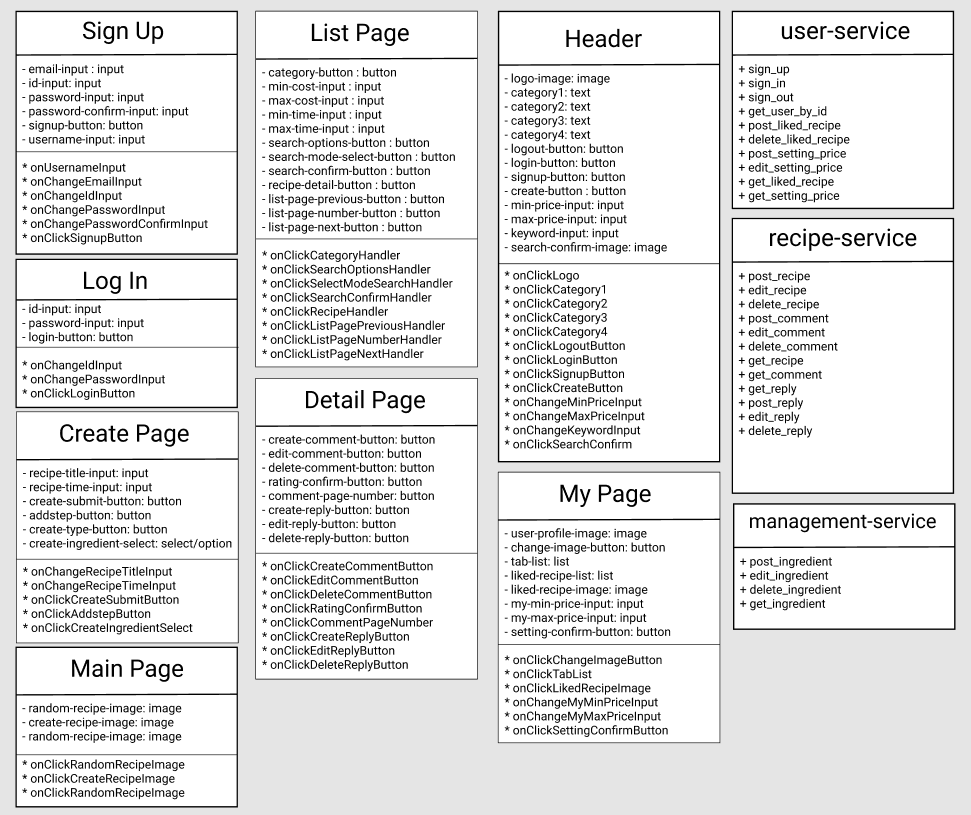 Sign Up
- email-input : input
- id-input: input
- password-input: input
- password-confirm-input: input
- signup-button: button
- username-input: input
* onUsernameInput
* onChangeEmailInput
* onChangeIdInput
* onChangePasswordInput
* onChangePasswordConfirmInput
* onClickSignupButton
Log In
- id-input: input
- password-input: input
- login-button: button
* onChangeIdInput
* onChangePasswordInput
* onClickLoginButton
Create Page
- recipe-title-input: input
- recipe-time-input: input
- create-submit-button: button
- addstep-button: button
- create-type-button: button
- create-ingredient-select: select/option
* onChangeRecipeTitleInput
* onChangeRecipeTimeInput
* onClickCreateSubmitButton
* onClickAddstepButton
* onClickCreateIngredientSelect
Main Page
- random-recipe-image: image
- create-recipe-image: image
- random-recipe-image: image
* onClickRandomRecipeImage
* onClickCreateRecipeImage
* onClickRandomRecipeImage
List Page
- category-button : button
- min-cost-input : input
- max-cost-input : input
- min-time-input : input
- max-time-input : input
- search-options-button : button
- search-mode-select-button : button
- search-confirm-button : button
- recipe-detail-button : button
- list-page-previous-button : button
- list-page-number-button : button
- list-page-next-button : button
* onClickCategoryHandler
* onClickSearchOptionsHandler
* onClickSelectModeSearchHandler
* onClickSearchConfirmHandler
* onClickRecipeHandler
* onClickListPagePreviousHandler
* onClickListPageNumberHandler
* onClickListPageNextHandler
Detail Page
- create-comment-button: button
- edit-comment-button: button
- delete-comment-button: button
- rating-confirm-button: button
- comment-page-number: button
- create-reply-button: button
- edit-reply-button: button
- delete-reply-button: button
* onClickCreateCommentButton
* onClickEditCommentButton
* onClickDeleteCommentButton
* onClickRatingConfirmButton
* onClickCommentPageNumber
* onClickCreateReplyButton
* onClickEditReplyButton
* onClickDeleteReplyButton
Header
- logo-image: image
- category1: text
- category2: text
- category3: text
- category4: text
- logout-button: button
- login-button: button
- signup-button: button
- create-button : button
- min-price-input: input
- max-price-input: input
- keyword-input: input
- search-confirm-image: image
* onClickLogo
* onClickCategory1
* onClickCategory2
* onClickCategory3
* onClickCategory4
* onClickLogoutButton
* onClickLoginButton
* onClickSignupButton
* onClickCreateButton
* onChangeMinPriceInput
* onChangeMaxPriceInput
* onChangeKeywordInput
* onClickSearchConfirm
My Page
- user-profile-image: image
- change-image-button: button
- tab-list: list
- liked-recipe-list: list
- liked-recipe-image: image
- my-min-price-input: input
- my-max-price-input: input
- setting-confirm-button: button
* onClickChangeImageButton
* onClickTabList
* onClickLikedRecipeImage
* onChangeMyMinPriceInput
* onChangeMyMaxPriceInput
* onClickSettingConfirmButton
user-service
+ sign_up
+ sign_in
+ sign_out
+ get_user_by_id
+ post_liked_recipe
+ delete_liked_recipe
+ post_setting_price
+ edit_setting_price
+ get_liked_recipe
+ get_setting_price
recipe-service
+ post_recipe
+ edit_recipe
+ delete_recipe
+ post_comment
+ edit_comment
+ delete_comment
+ get_recipe
+ get_comment
+ get_reply
+ post_reply
+ edit_reply
+ delete_reply
management-service
+ post_ingredient
+ edit_ingredient
+ delete_ingredient
+ get_ingredient